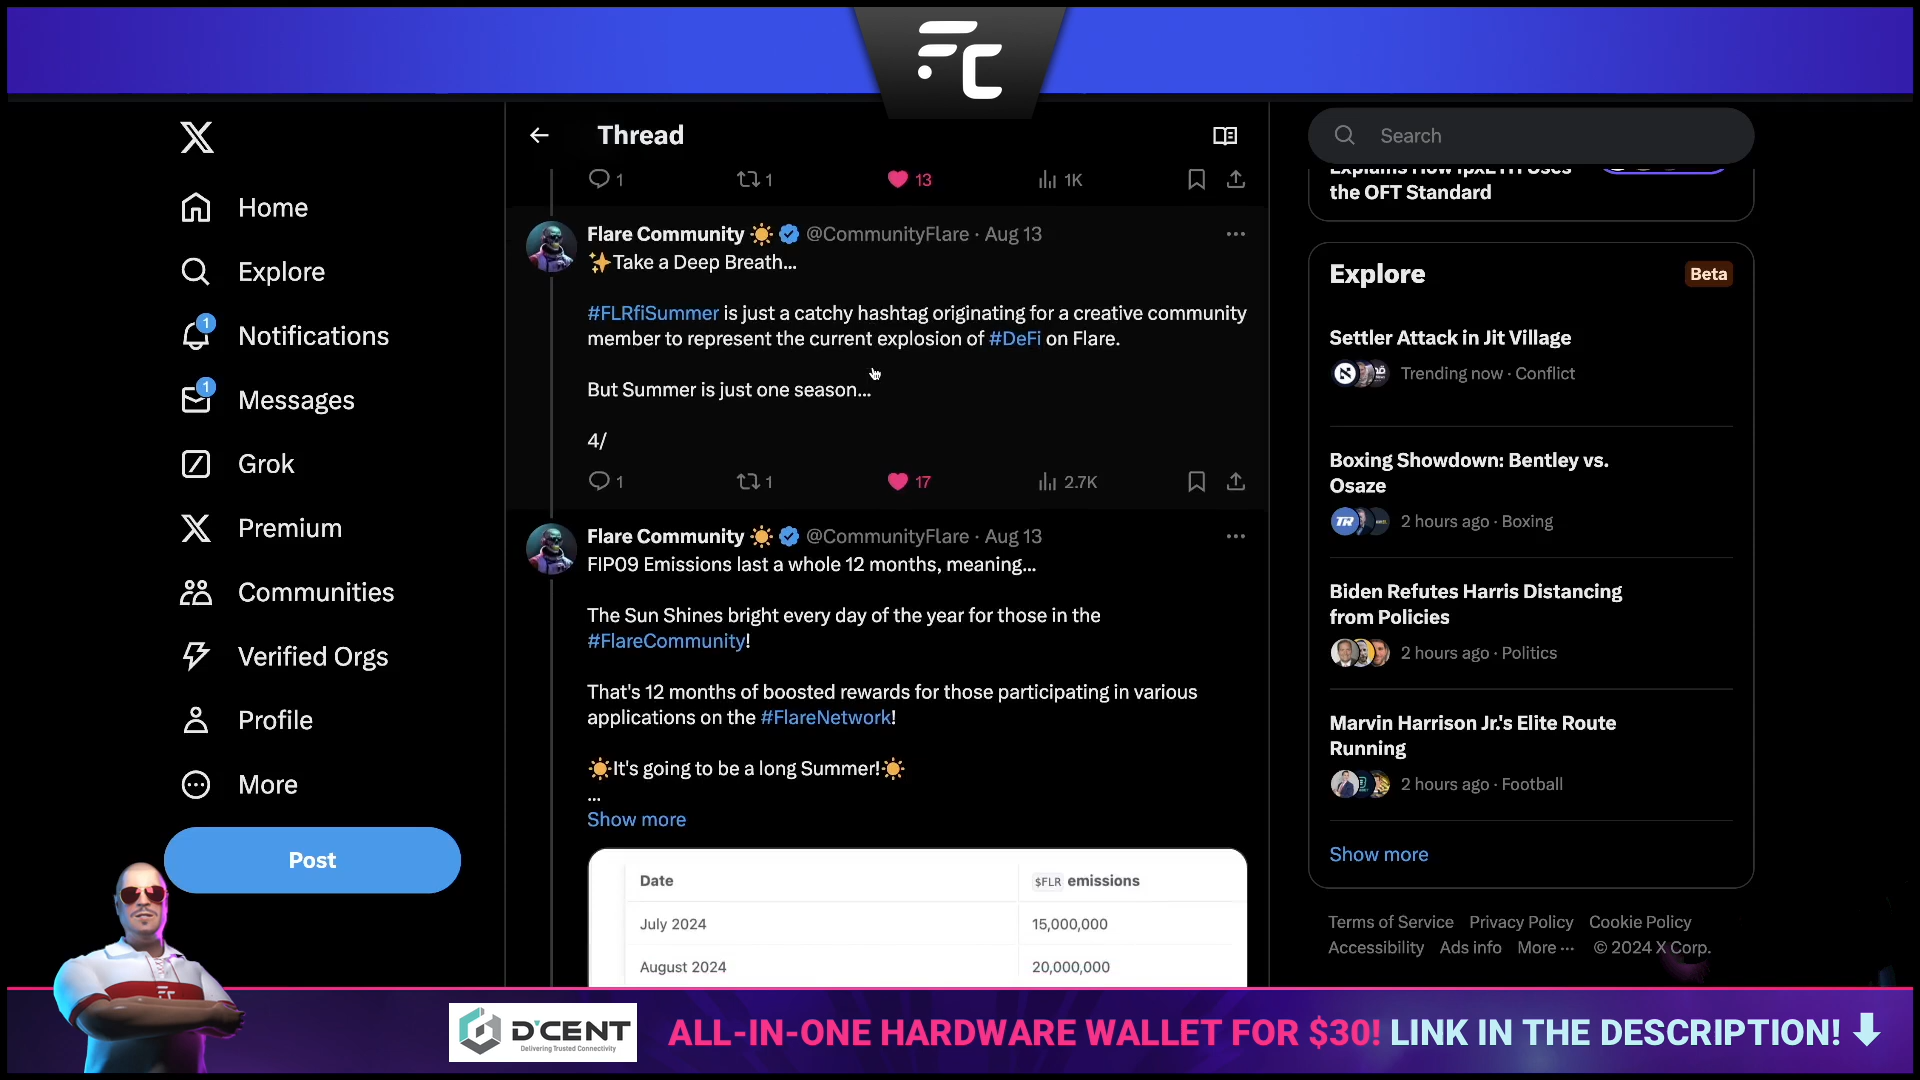 FC
Home
Explore
1
Notifications
1
Messages
Grok
Premium
Communities
Verified Orgs
Profile
More
Post
Thread
1 1 13 1K
Flare Community @CommunityFlare · Aug 13
✨Take a Deep Breath...
#FLRfiSummer is just a catchy hashtag originating for a creative community
member to represent the current explosion of #DeFi on Flare.
But Summer is just one season...
4/
1 1 17 2.7K
Flare Community @CommunityFlare · Aug 13
FIP09 Emissions last a whole 12 months, meaning...
The Sun Shines bright every day of the year for those in the
#FlareCommunity!
That's 12 months of boosted rewards for those participating in various
applications on the #FlareNetwork!
☀️It's going to be a long Summer!☀️
...
Show more
Date $FLR emissions
July 2024 15,000,000
August 2024 20,000,000
Search
the OFT Standard
Explore Beta
Settler Attack in Jit Village
Trending now · Conflict
Boxing Showdown: Bentley vs.
Osaze
TR
2 hours ago · Boxing
Biden Refutes Harris Distancing
from Policies
2 hours ago · Politics
Marvin Harrison Jr.'s Elite Route
Running
2 hours ago · Football
Show more
Terms of Service Privacy Policy Cookie Policy
Accessibility Ads info More ··· © 2024 X Corp.
D'CENT
Delivering Trusted Connectivity
ALL-IN-ONE HARDWARE WALLET FOR $30! LINK IN THE DESCRIPTION!